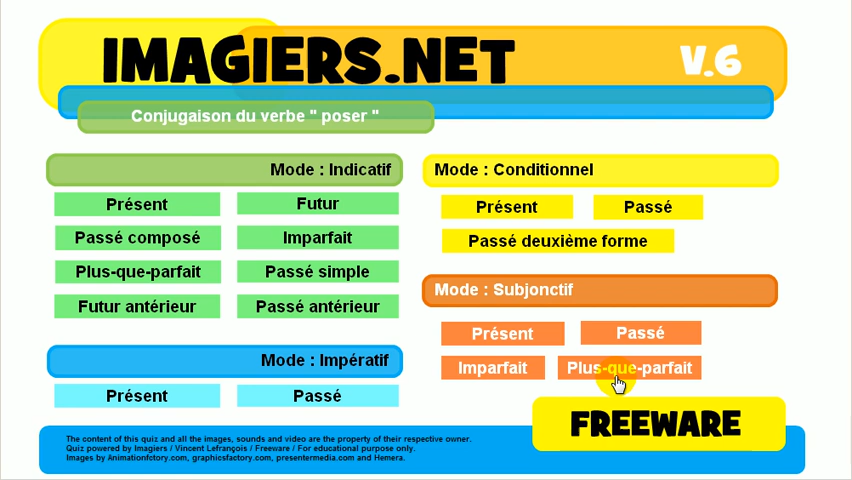 IMAGIERS.NET
V.6
Conjugaison du verbe " poser "
Mode : Indicatif
Présent
Futur
Passé composé
Imparfait
Plus-que-parfait
Passé simple
Futur antérieur
Passé antérieur
Mode : Impératif
Présent
Passé
Mode : Conditionnel
Présent
Passé
Passé deuxième forme
Mode : Subjonctif
Présent
Passé
Imparfait
Plus-que-parfait
FREEWARE
The content of this quiz and all the images, sounds and video are the property of their respective owner.
Quiz powered by Imagiers / Vincent Lefrançois / Freeware / For educational purpose only.
Images by Animationfctory.com, graphicsfactory.com, presentermedia.com and Hemera.